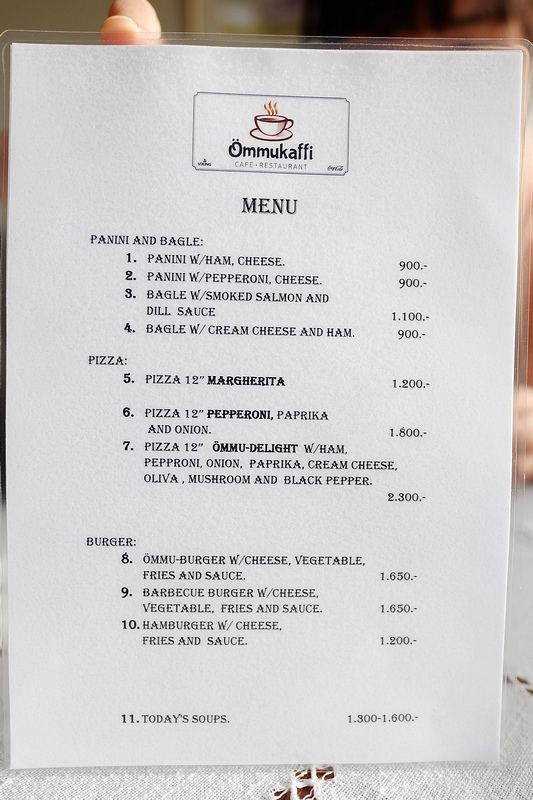 Ömmukaffi
CAFE-RESTAURANT
VIKING
Coca-Cola
MENU
PANINI AND BAGLE:
1. PANINI W/HAM, CHEESE. 900.-
2. PANINI W/PEPPERONI, CHEESE. 900.-
3. BAGLE W/SMOKED SALMON AND
DILL SAUCE 1.100.-
4. BAGLE W/ CREAM CHEESE AND HAM. 900.-
PIZZA:
5. PIZZA 12" MARGHERITA 1.200.-
6. PIZZA 12" PEPPERONI, PAPRIKA
AND ONION. 1.800.-
7. PIZZA 12" ÖMMU-DELIGHT W/HAM,
PEPPRONI, ONION, PAPRIKA, CREAM CHEESE,
OLIVA , MUSHROOM AND BLACK PEPPER.
2.300.-
BURGER:
8. ÖMMU-BURGER W/CHEESE, VEGETABLE,
FRIES AND SAUCE. 1.650.-
9. BARBECUE BURGER W/CHEESE,
VEGETABLE, FRIES AND SAUCE. 1.650.-
10. HAMBURGER W/ CHEESE,
FRIES AND SAUCE. 1.200.-
11. TODAY'S SOUPS. 1.300-1.600.-